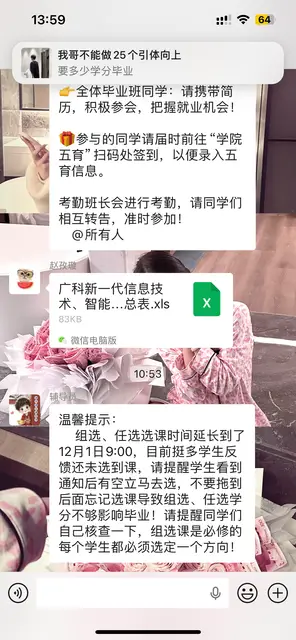 13:59
64
我哥不能做25个引体向上
要多少学分毕业
👉全体毕业班同学：请携带简
历，积极参会，把握就业机会！
🎁参与的同学请届时前往“学院
五育”扫码处签到，以便录入五
育信息。
考勤班长会进行考勤，请同学们
相互转告，准时参加！
@所有人
赵孜璇
广科新一代信息技
术、智能...总表.xls
83KB
X
微信电脑版
10:53
辅导员
温馨提示：
组选、任选选课时间延长到了
12月1日9:00，目前挺多学生反
馈还未选到课，请提醒学生看到
通知后有空立马去选，不要拖到
后面忘记选课导致组选、任选学
分不够影响毕业！请提醒同学们
自己核查一下，组选课是必修的
每个学生都必须选定一个方向！